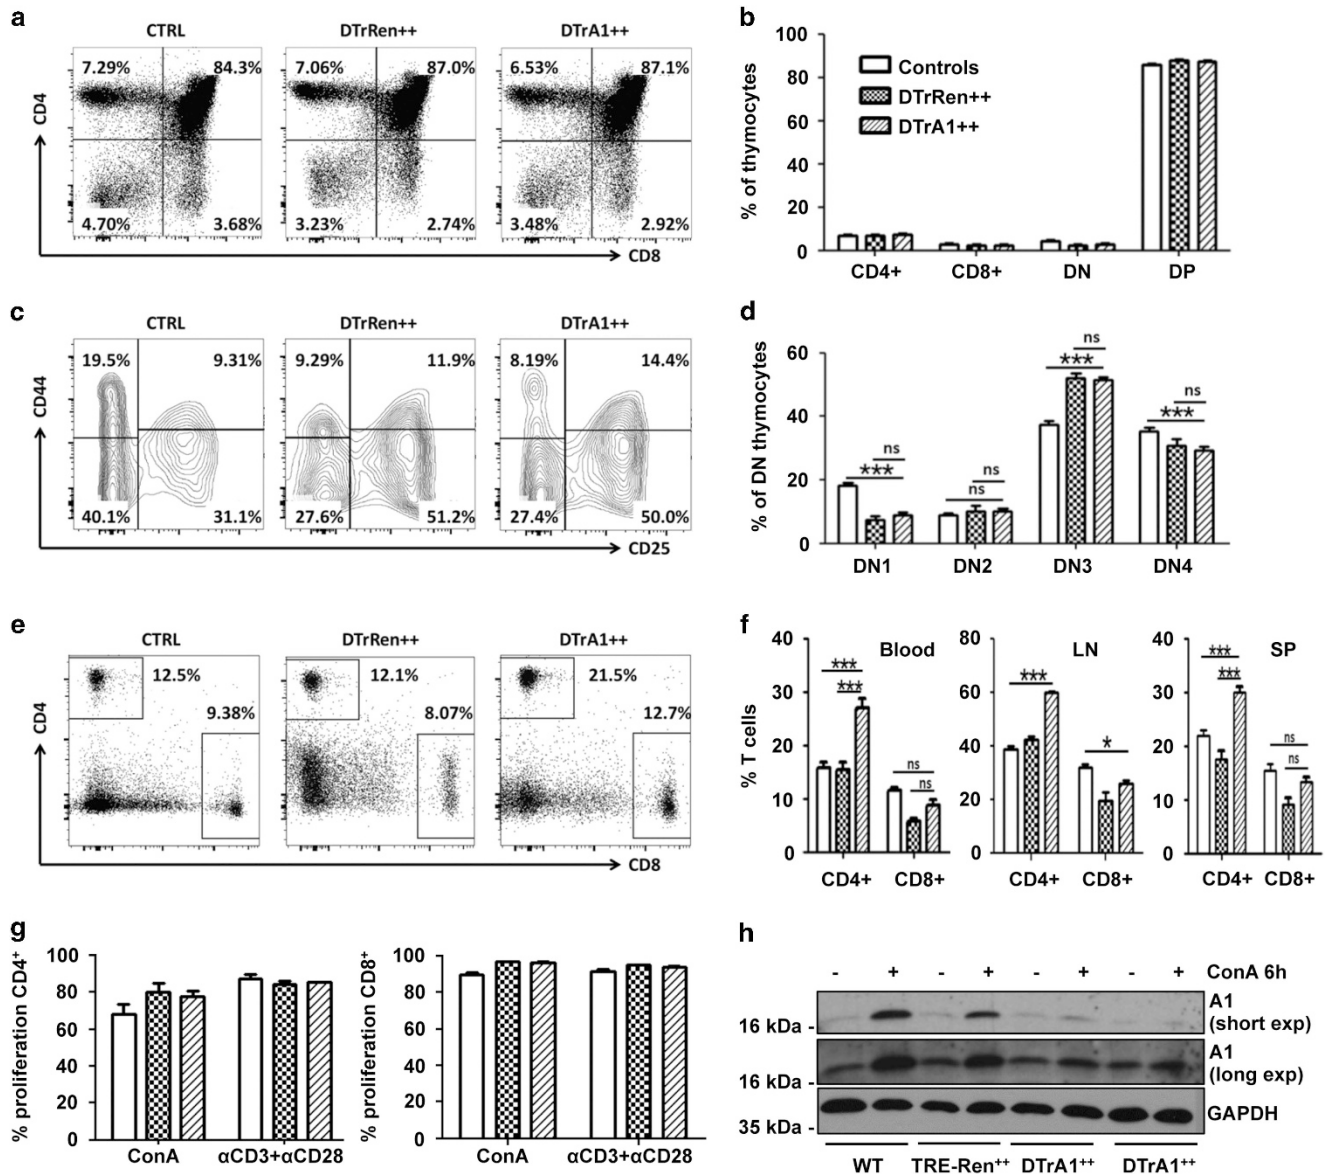 a
CTRL DTrRen++ DTrA1++
7.29% 84.3% 7.06% 87.0% 6.53% 87.1%
CD4
4.70% 3.68% 3.23% 2.74% 3.48% 2.92%
CD8
b
% of thymocytes
100
80
60
40
20
0
Controls
DTrRen++
DTrA1++
CD4+ CD8+ DN DP
c
CTRL DTrRen++ DTrA1++
19.5% 9.31% 9.29% 11.9% 8.19% 14.4%
CD44
40.1% 31.1% 27.6% 51.2% 27.4% 50.0%
CD25
d
% of DN thymocytes
60
40
20
0
*** ns
ns ns
*** ns
*** ns
DN1 DN2 DN3 DN4
e
CTRL DTrRen++ DTrA1++
12.5% 12.1% 21.5%
9.38% 8.07% 12.7%
CD4
CD8
f
% T cells
Blood
40
30
20
10
0
*** ***
ns ns
CD4+ CD8+
LN
80
60
40
20
0
***
*
CD4+ CD8+
SP
40
30
20
10
0
*** ***
ns ns
CD4+ CD8+
g
% proliferation CD4+
100
80
60
40
20
0
ConA αCD3+αCD28
% proliferation CD8+
100
80
60
40
20
0
ConA αCD3+αCD28
h
- + - + - + - + ConA 6h
A1
(short exp)
16 kDa -
A1
(long exp)
16 kDa -
GAPDH
35 kDa -
WT TRE-Ren++ DTrA1++ DTrA1++